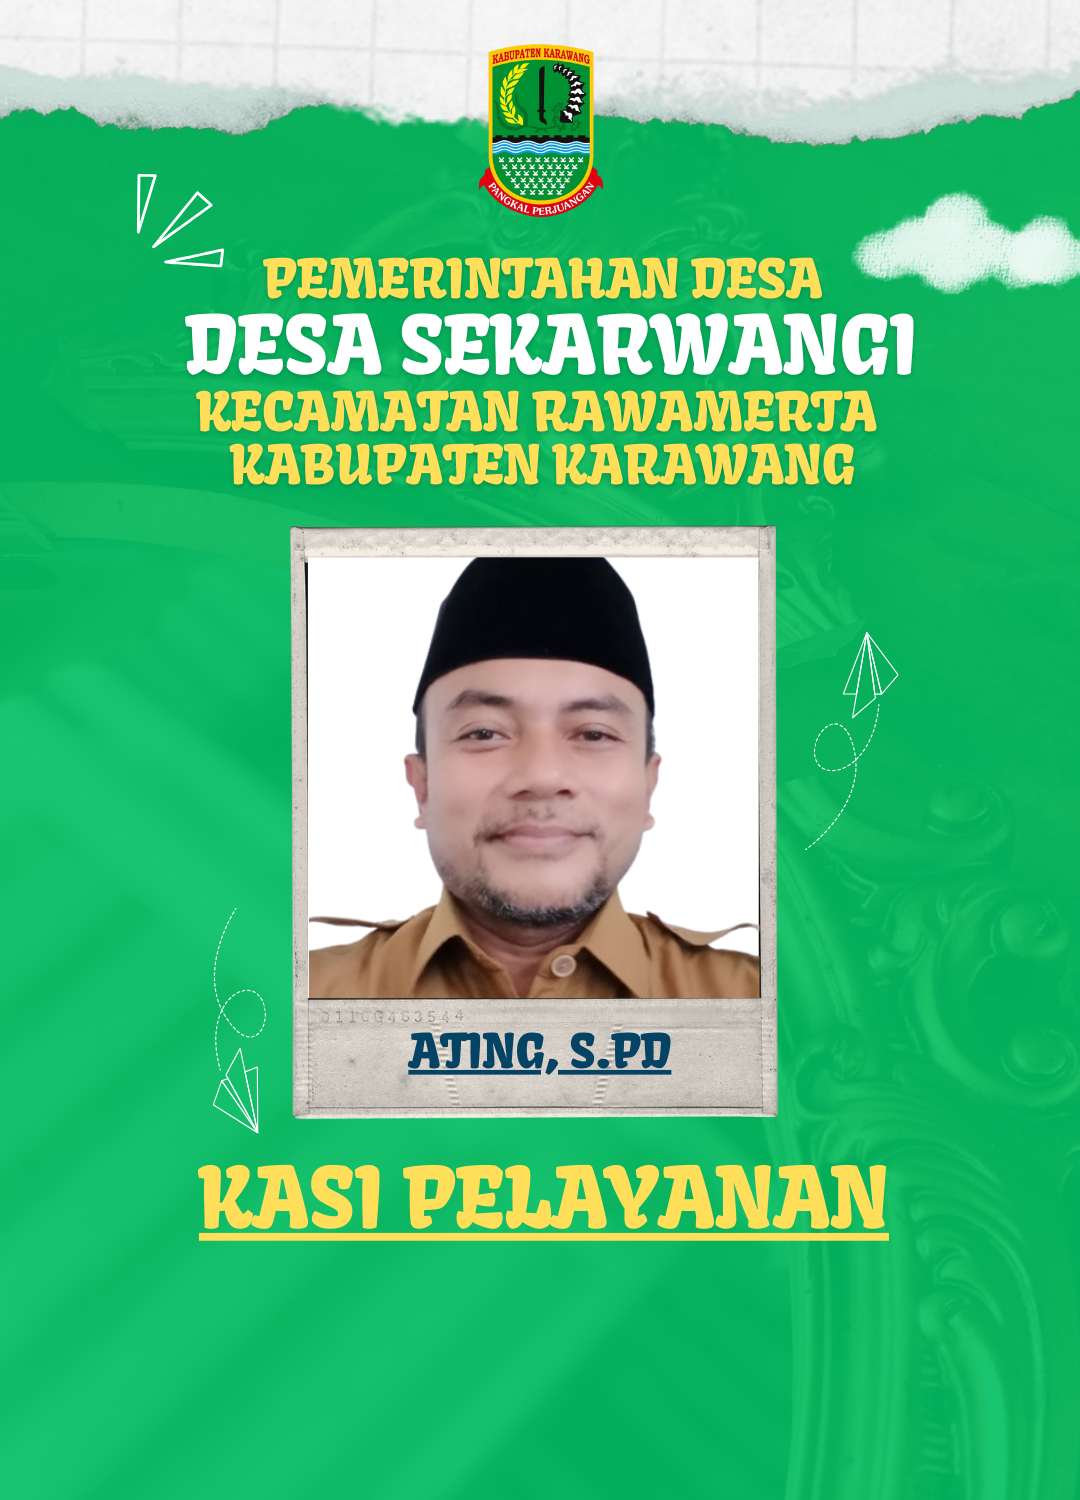 KABUPATEN KARAWANG
PANGKAL PERJUANGAN
PEMERINTAHAN DESA
DESA SEKARWANGI
KECAMATAN RAWAMERTA
KABUPATEN KARAWANG
ATING, S.PD
KASI PELAYANAN